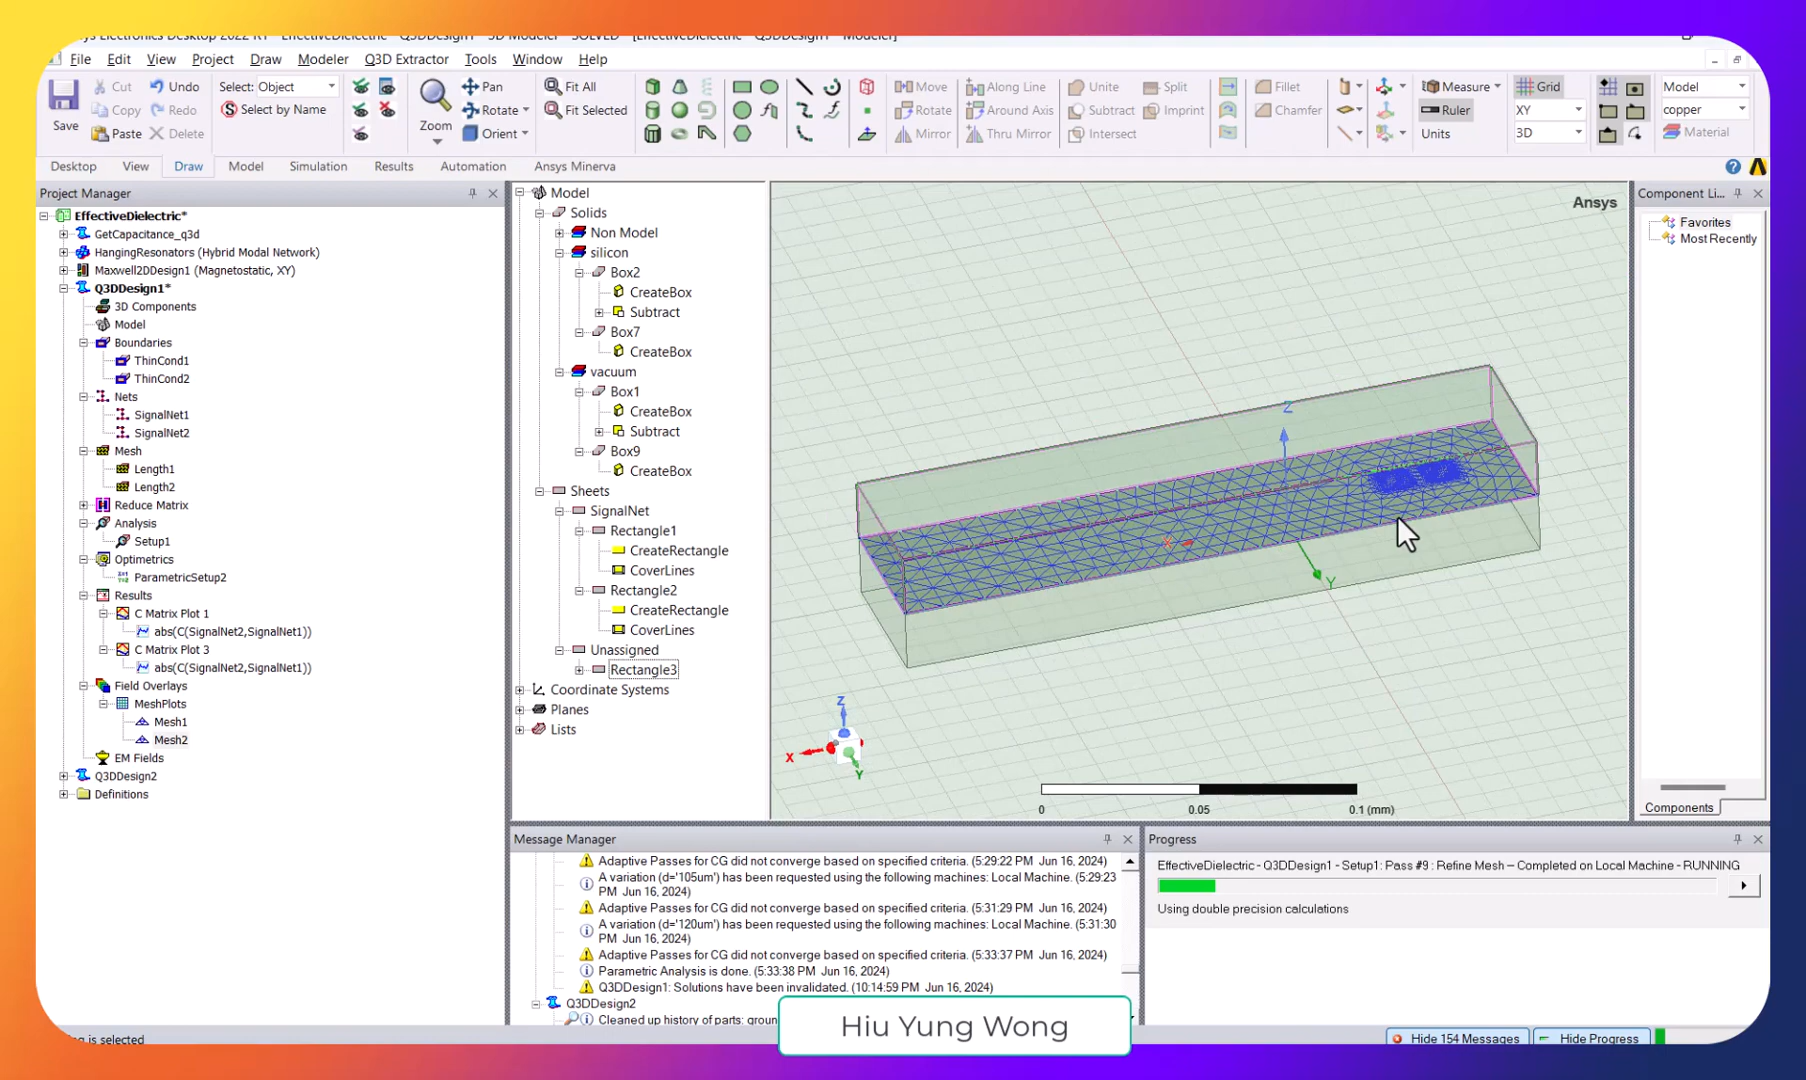 Ansys Electronics Desktop 2022 R1 - EffectiveDielectric - Q3DDesign1 - 3D Modeler - SOLVED - [EffectiveDielectric - Q3DDesign1 - Modeler]
File Edit View Project Draw Modeler Q3D Extractor Tools Window Help
Save Cut Undo Select: Object Pan Fit All Move Along Line Unite Split Fillet Measure Grid Model
Copy Redo Select by Name Rotate Fit Selected Rotate Around Axis Subtract Imprint Chamfer Ruler XY copper
Paste Delete Zoom Orient Mirror Thru Mirror Intersect Units 3D Material
Desktop View Draw Model Simulation Results Automation Ansys Minerva
Project Manager
EffectiveDielectric*
GetCapacitance_q3d
HangingResonators (Hybrid Modal Network)
Maxwell2DDesign1 (Magnetostatic, XY)
Q3DDesign1*
3D Components
Model
Boundaries
ThinCond1
ThinCond2
Nets
SignalNet1
SignalNet2
Mesh
Length1
Length2
Reduce Matrix
Analysis
Setup1
Optimetrics
ParametricSetup2
Results
C Matrix Plot 1
abs(C(SignalNet2,SignalNet1))
C Matrix Plot 3
abs(C(SignalNet2,SignalNet1))
Field Overlays
MeshPlots
Mesh1
Mesh2
EM Fields
Q3DDesign2
Definitions
Model
Solids
Non Model
silicon
Box2
CreateBox
Subtract
Box7
CreateBox
vacuum
Box1
CreateBox
Subtract
Box9
CreateBox
Sheets
SignalNet
Rectangle1
CreateRectangle
CoverLines
Rectangle2
CreateRectangle
CoverLines
Unassigned
Rectangle3
Coordinate Systems
Planes
Lists
Ansys
Z
Y
Z
X
Y
0 0.05 0.1 (mm)
Component Li...
Favorites
Most Recently
Components
Message Manager
Adaptive Passes for CG did not converge based on specified criteria. (5:29:22 PM Jun 16, 2024)
A variation (d='105um') has been requested using the following machines: Local Machine. (5:29:23
PM Jun 16, 2024)
Adaptive Passes for CG did not converge based on specified criteria. (5:31:29 PM Jun 16, 2024)
A variation (d='120um') has been requested using the following machines: Local Machine. (5:31:30
PM Jun 16, 2024)
Adaptive Passes for CG did not converge based on specified criteria. (5:33:37 PM Jun 16, 2024)
Parametric Analysis is done. (5:33:38 PM Jun 16, 2024)
Q3DDesign1: Solutions have been invalidated. (10:14:59 PM Jun 16, 2024)
Q3DDesign2
Cleaned up history of parts:
Progress
EffectiveDielectric - Q3DDesign1 - Setup1: Pass #9 : Refine Mesh -- Completed on Local Machine - RUNNING
Using double precision calculations
Hiu Yung Wong
is selected
Hide 154 Messages Hide Progress